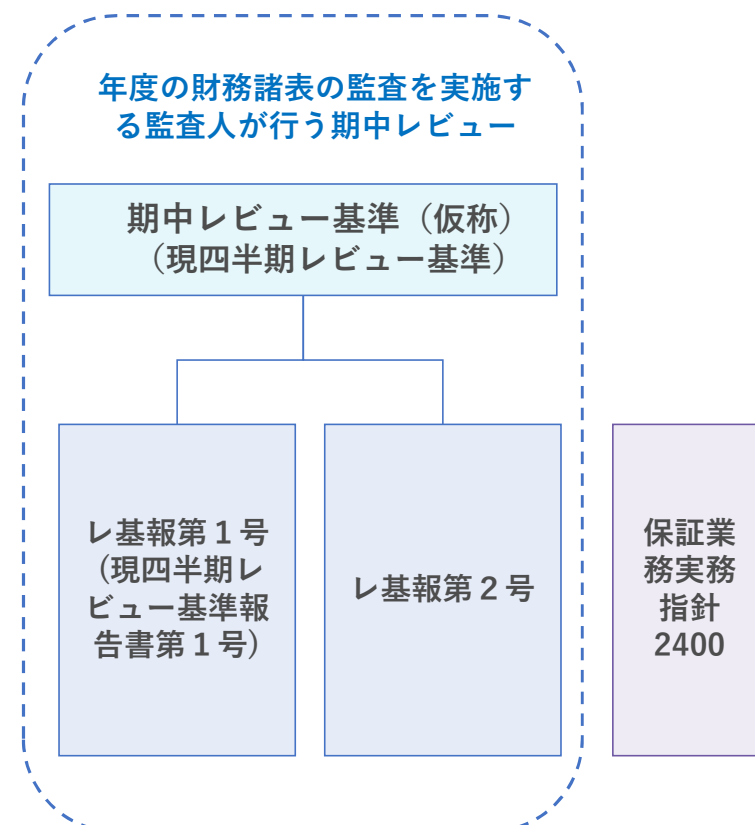 年度の財務諸表の監査を実施す
る監査人が行う期中レビュー
期中レビュー基準（仮称）
（現四半期レビュー基準）
レ基報第１号
（現四半期レ
ビュー基準報
告書第１号）
レ基報第２号
保証業
務実務
指針
2400